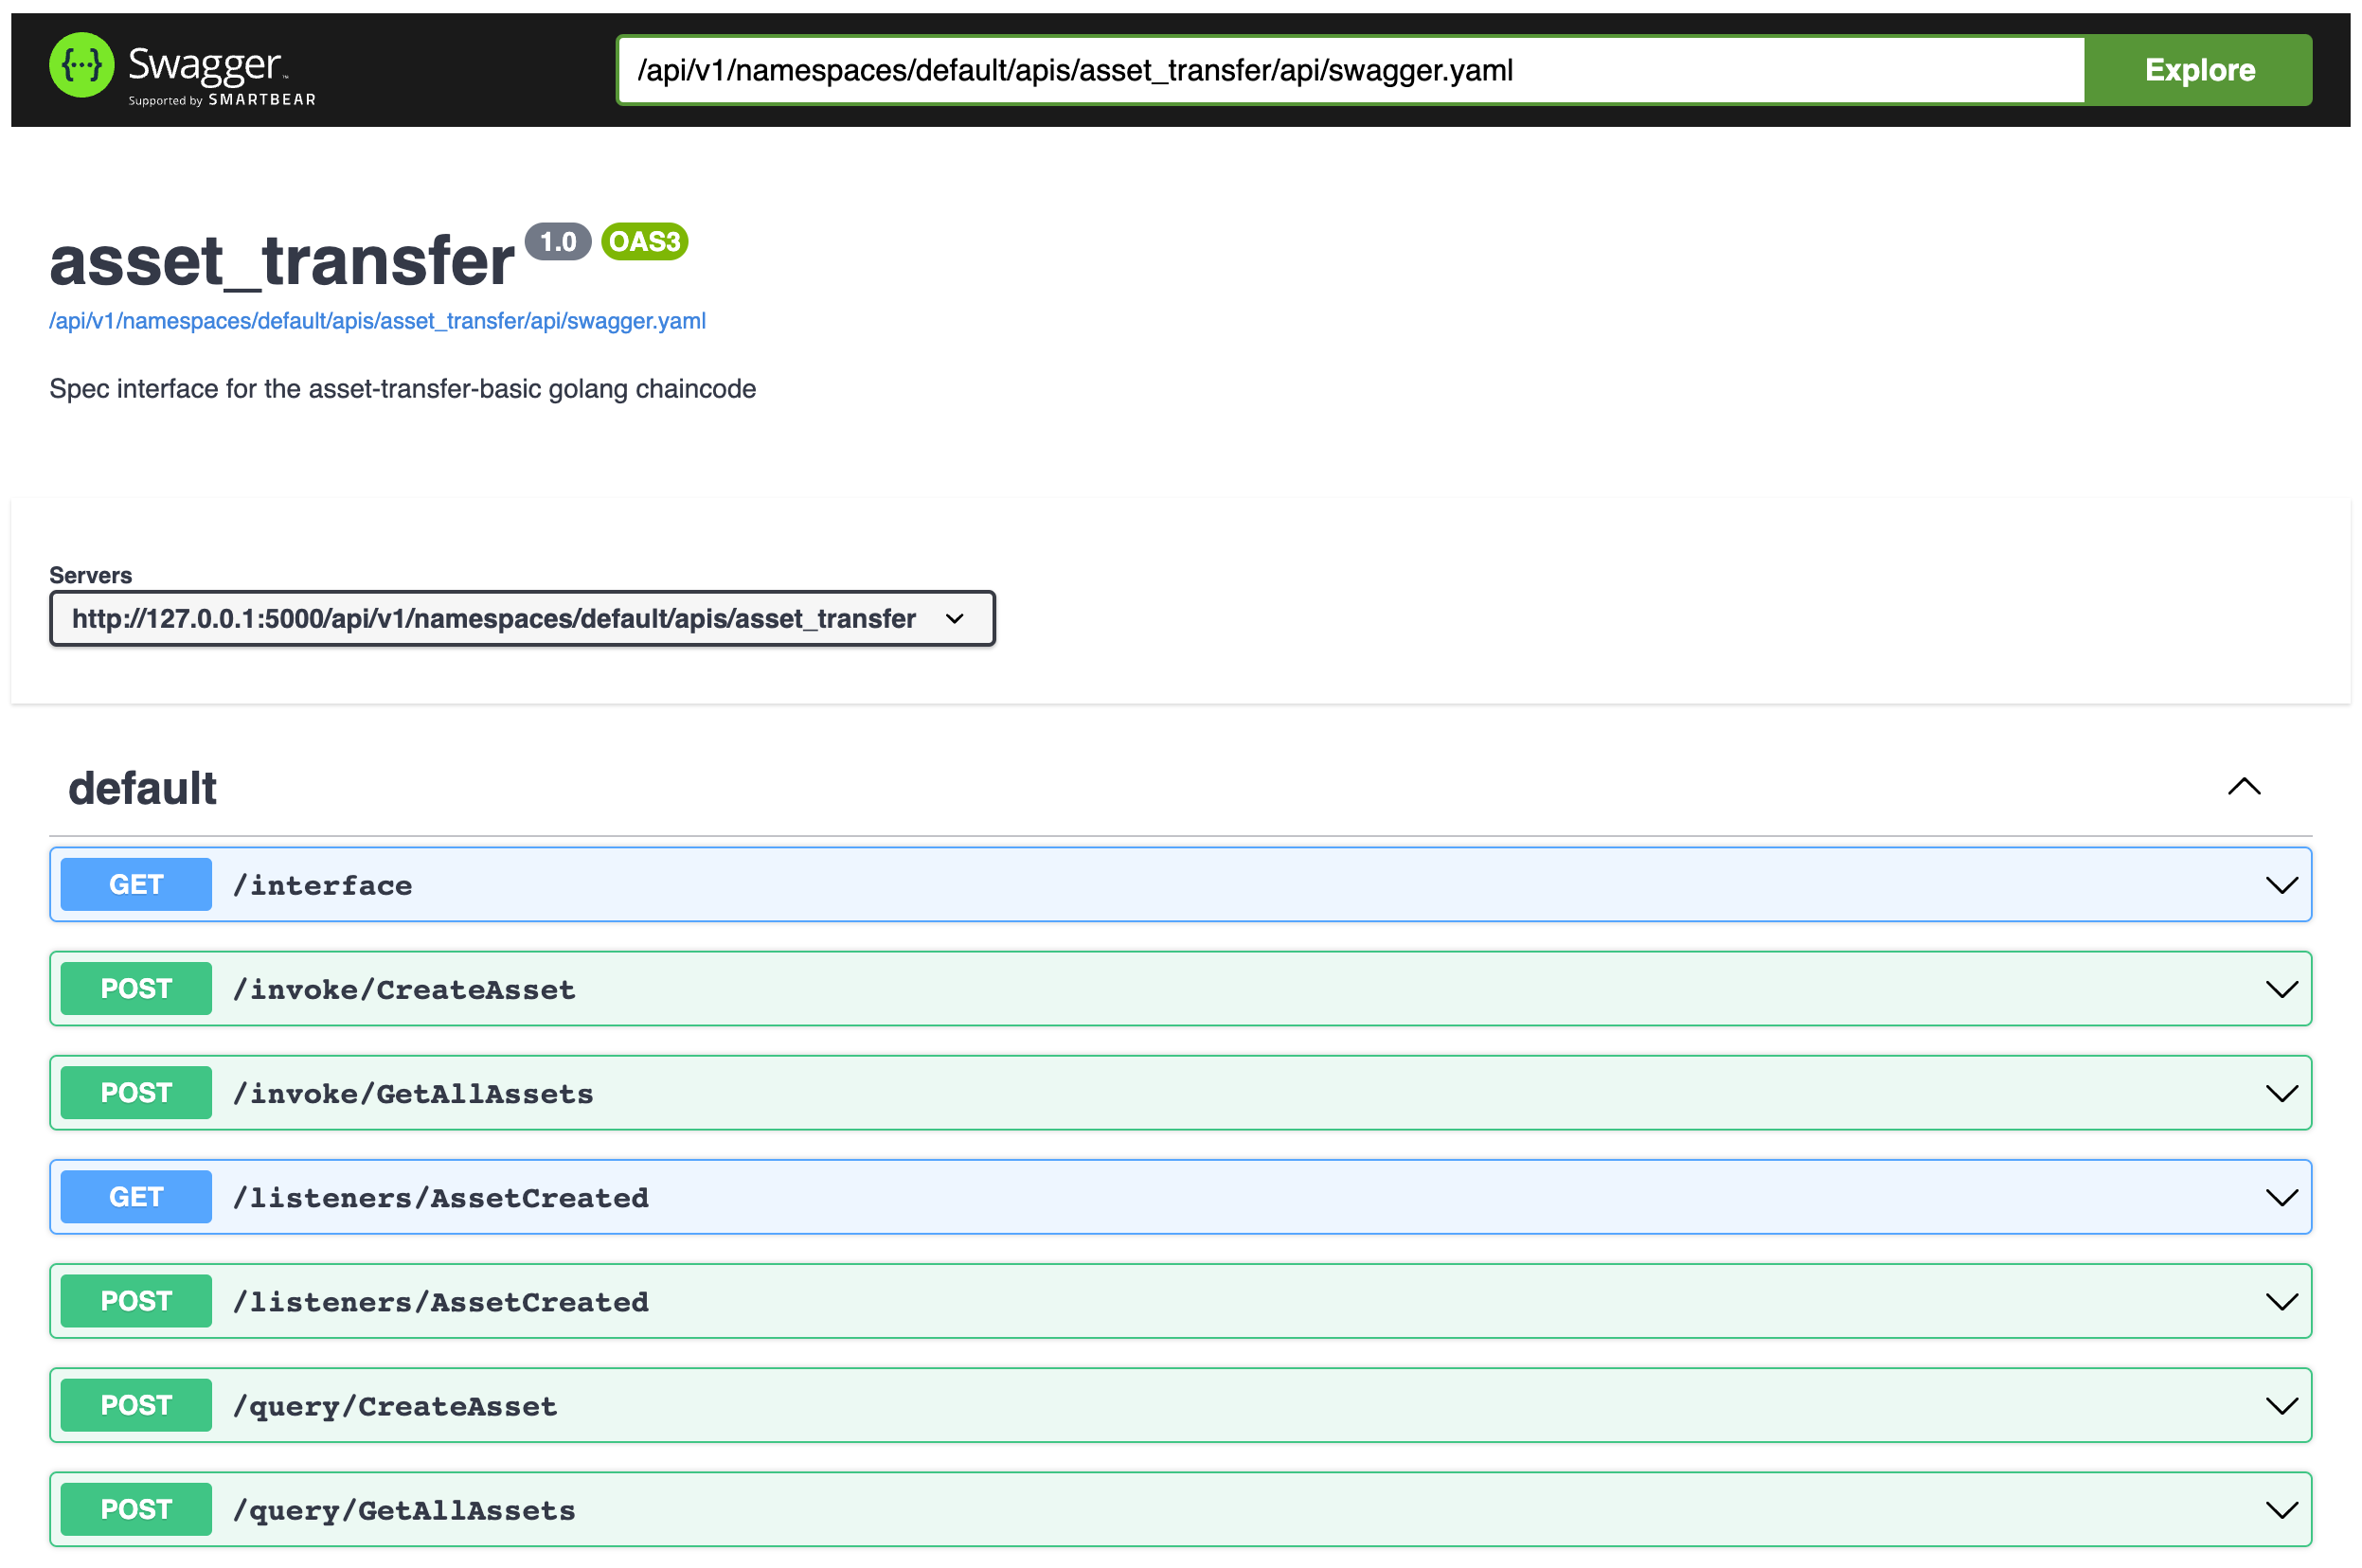 {...} Swagger™
Supported by SMARTBEAR
/api/v1/namespaces/default/apis/asset_transfer/api/swagger.yaml
Explore
asset_transfer 1.0 OAS3
/api/v1/namespaces/default/apis/asset_transfer/api/swagger.yaml
Spec interface for the asset-transfer-basic golang chaincode
Servers
http://127.0.0.1:5000/api/v1/namespaces/default/apis/asset_transfer
default
GET /interface
POST /invoke/CreateAsset
POST /invoke/GetAllAssets
GET /listeners/AssetCreated
POST /listeners/AssetCreated
POST /query/CreateAsset
POST /query/GetAllAssets